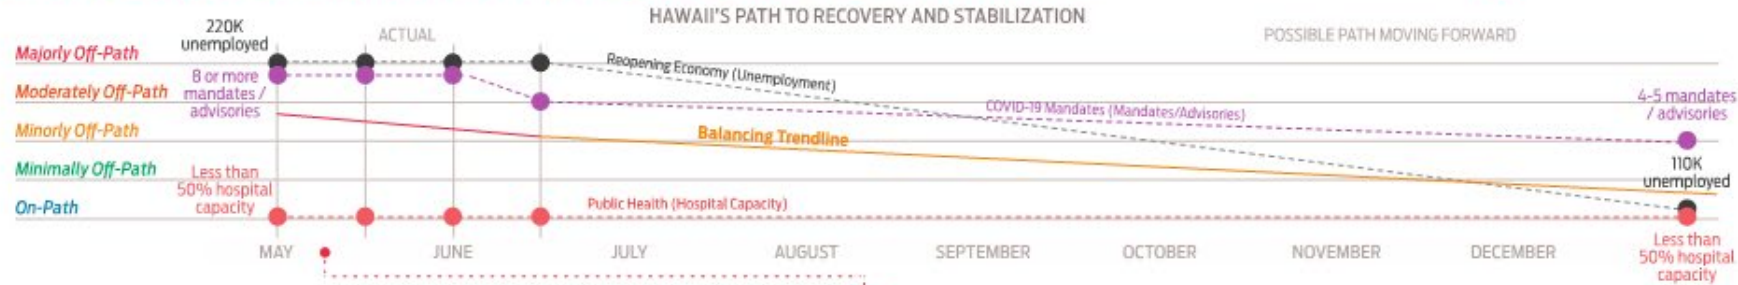 HAWAII'S PATH TO RECOVERY AND STABILIZATION
220K
unemployed
ACTUAL
POSSIBLE PATH MOVING FORWARD
Majorly Off-Path
Reopening Economy (Unemployment)
8 or more
mandates /
advisories
Moderately Off-Path
COVID-19 Mandates (Mandates/Advisories)
4-5 mandates
/ advisories
Minorly Off-Path
Balancing Trendline
Minimally Off-Path
Less than
50% hospital
capacity
110K
unemployed
On-Path
Public Health (Hospital Capacity)
MAY
JUNE
JULY
AUGUST
SEPTEMBER
OCTOBER
NOVEMBER
DECEMBER
Less than
50% hospital
capacity